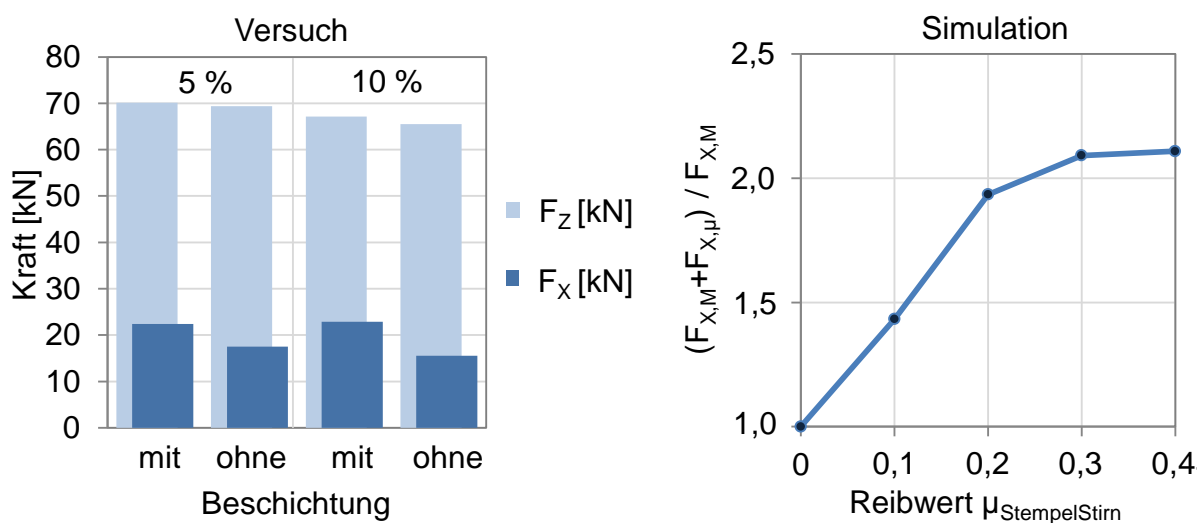 Versuch
Kraft [kN]
80
70
60
50
40
30
20
10
0
5 %
10 %
mit
ohne
mit
ohne
Beschichtung
F_Z [kN]
F_X [kN]
Simulation
(F_X,M+F_X,µ) / F_X,M
2,5
2,0
1,5
1,0
0
0,1
0,2
0,3
0,4
Reibwert µ_StempelStirn